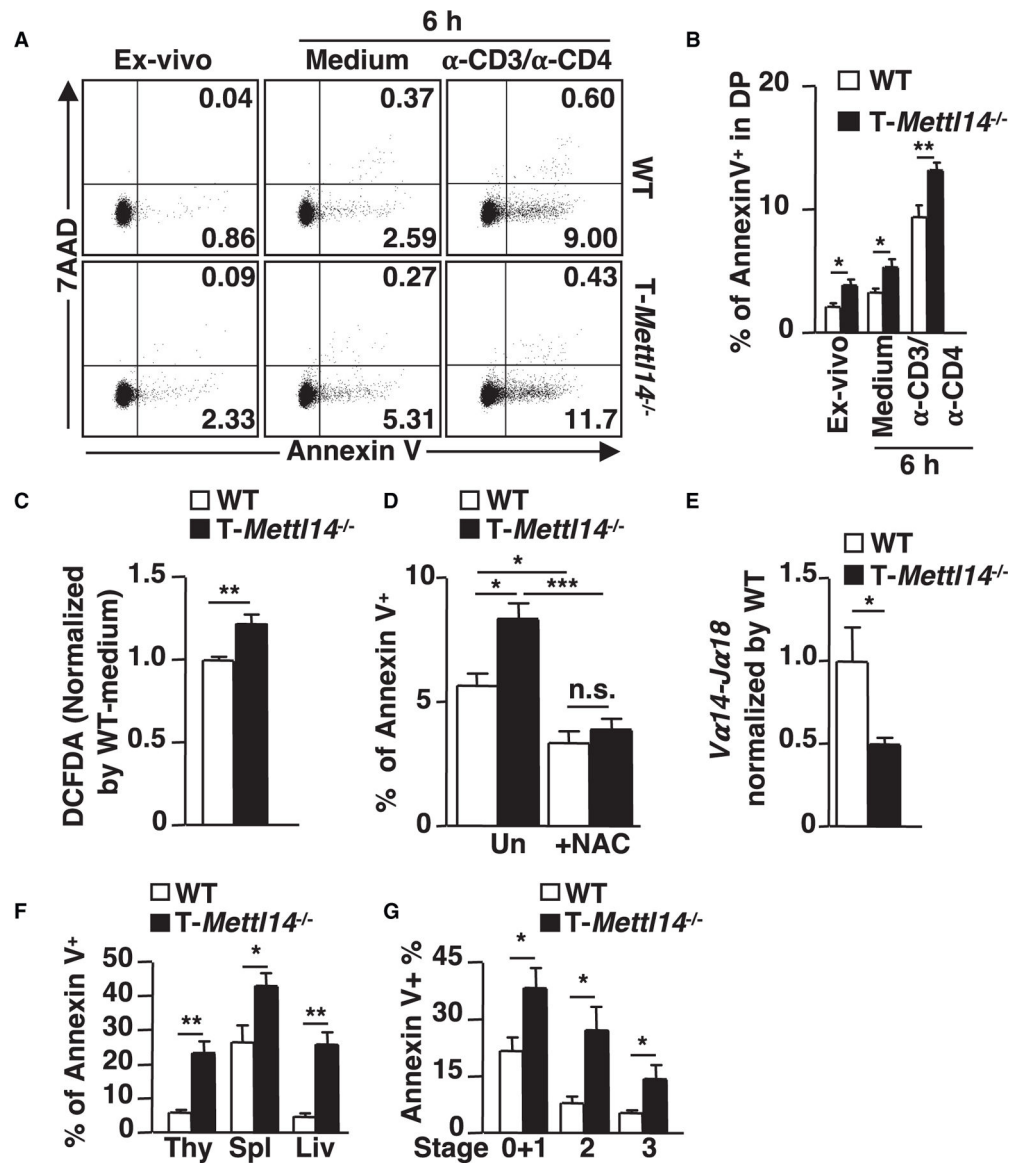 A
6 h
Ex-vivo Medium α-CD3/α-CD4
0.04 0.37 0.60
WT
0.86 2.59 9.00
0.09 0.27 0.43
T-Mettl14-/-
2.33 5.31 11.7
7AAD
Annexin V
B
WT
T-Mettl14-/-
% of AnnexinV+ in DP
20
10
0
* * **
Ex-vivo
Medium
α-CD3/
α-CD4
6 h
C
WT
T-Mettl14-/-
DCFDA (Normalized
by WT-medium)
1.5
1.0
0.5
0
**
D
WT
T-Mettl14-/-
% of Annexin V+
10
5
0
*
* ***
n.s.
Un +NAC
E
WT
T-Mettl14-/-
Vα14-Jα18
normalized by WT
1.5
1.0
0.5
0
*
F
WT
T-Mettl14-/-
% of Annexin V+
50
40
30
20
10
0
** * **
Thy Spl Liv
G
WT
T-Mettl14-/-
Annexin V+ %
45
30
15
0
* * *
Stage 0+1 2 3